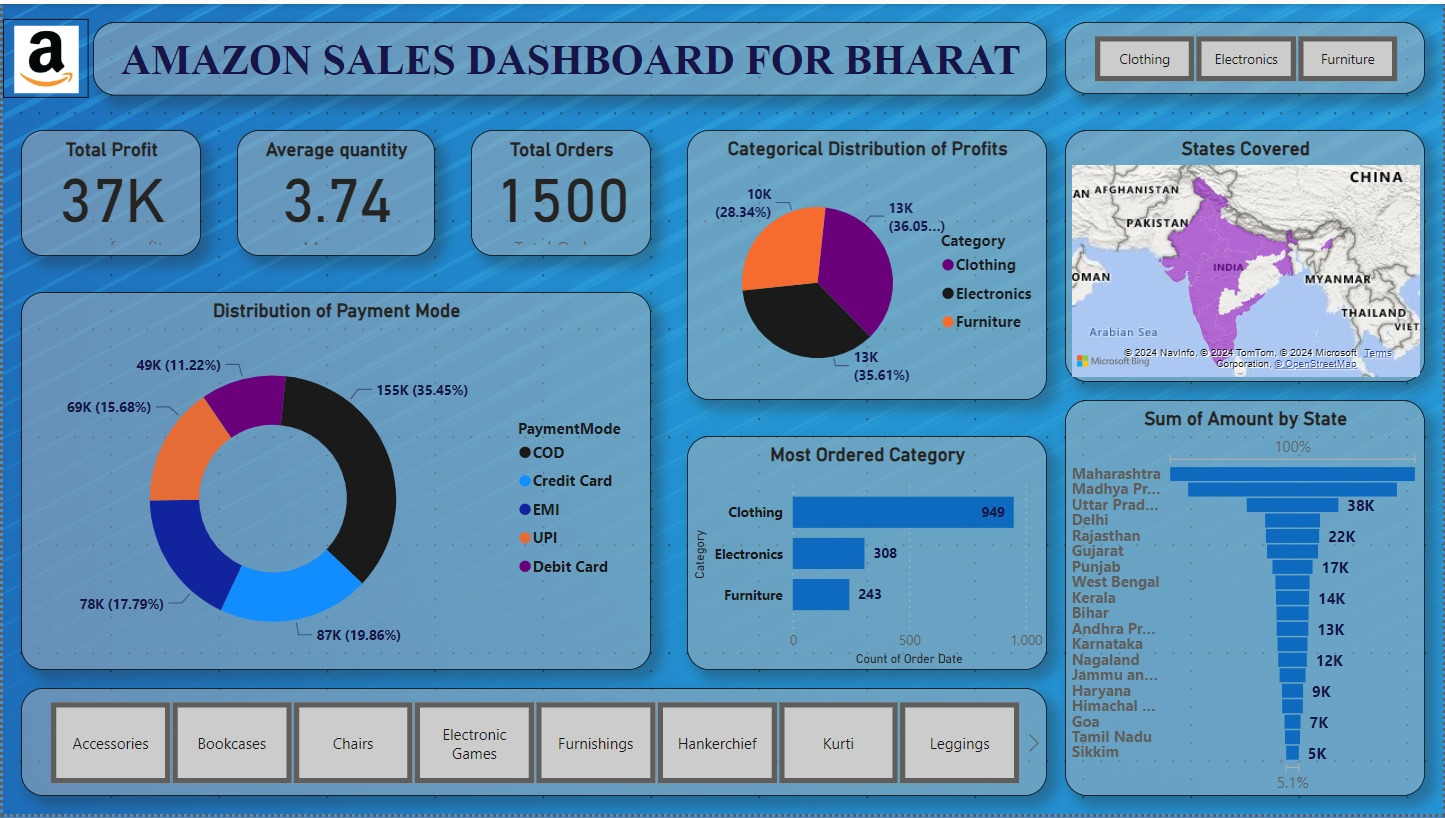 a
AMAZON SALES DASHBOARD FOR BHARAT
Clothing
Electronics
Furniture
Total Profit
37K
Average quantity
3.74
Total Orders
1500
Categorical Distribution of Profits
10K
(28.34%)
13K
(36.05...)
13K
(35.61%)
Category
Clothing
Electronics
Furniture
States Covered
CHINA
AN
AFGHANISTAN
PAKISTAN
INDIA
OMAN
MYANMAR
THAILAND
VIET
Arabian Sea
Microsoft Bing
© 2024 NavInfo, © 2024 TomTom, © 2024 Microsoft Terms
Corporation, © OpenStreetMap
Distribution of Payment Mode
49K (11.22%)
155K (35.45%)
69K (15.68%)
78K (17.79%)
87K (19.86%)
PaymentMode
COD
Credit Card
EMI
UPI
Debit Card
Most Ordered Category
Category
Clothing
949
Electronics
308
Furniture
243
0
500
1,000
Count of Order Date
Sum of Amount by State
100%
Maharashtra
Madhya Pr...
Uttar Prad...
38K
Delhi
Rajasthan
22K
Gujarat
Punjab
17K
West Bengal
Kerala
14K
Bihar
Andhra Pr...
13K
Karnataka
Nagaland
12K
Jammu an...
Haryana
9K
Himachal ...
Goa
7K
Tamil Nadu
Sikkim
5K
5.1%
Accessories
Bookcases
Chairs
Electronic
Games
Furnishings
Hankerchief
Kurti
Leggings